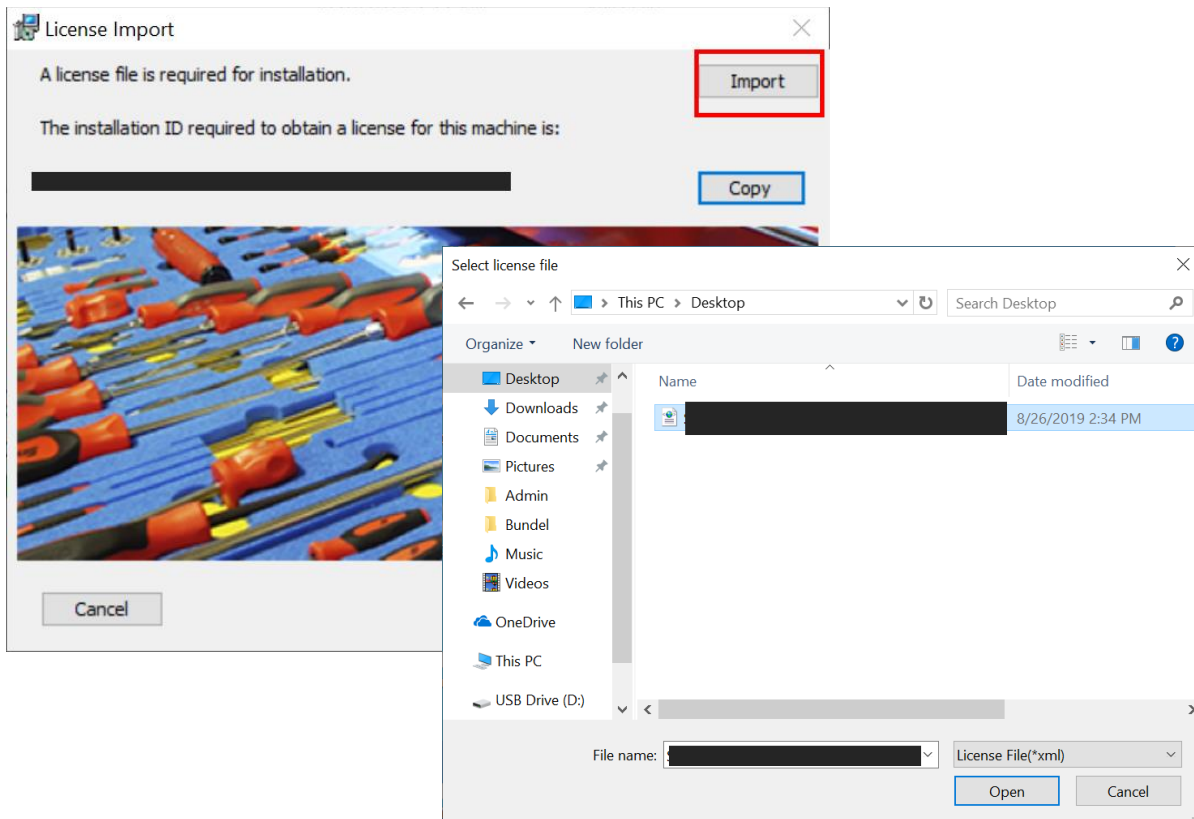 License Import
A license file is required for installation.
Import
The installation ID required to obtain a license for this machine is:
Copy
Cancel
Select license file
This PC > Desktop
Search Desktop
Organize
New folder
?
Name
Date modified
Desktop
8/26/2019 2:34 PM
Downloads
Documents
Pictures
Admin
Bundel
Music
Videos
OneDrive
This PC
USB Drive (D:)
File name:
License File(*xml)
Open
Cancel